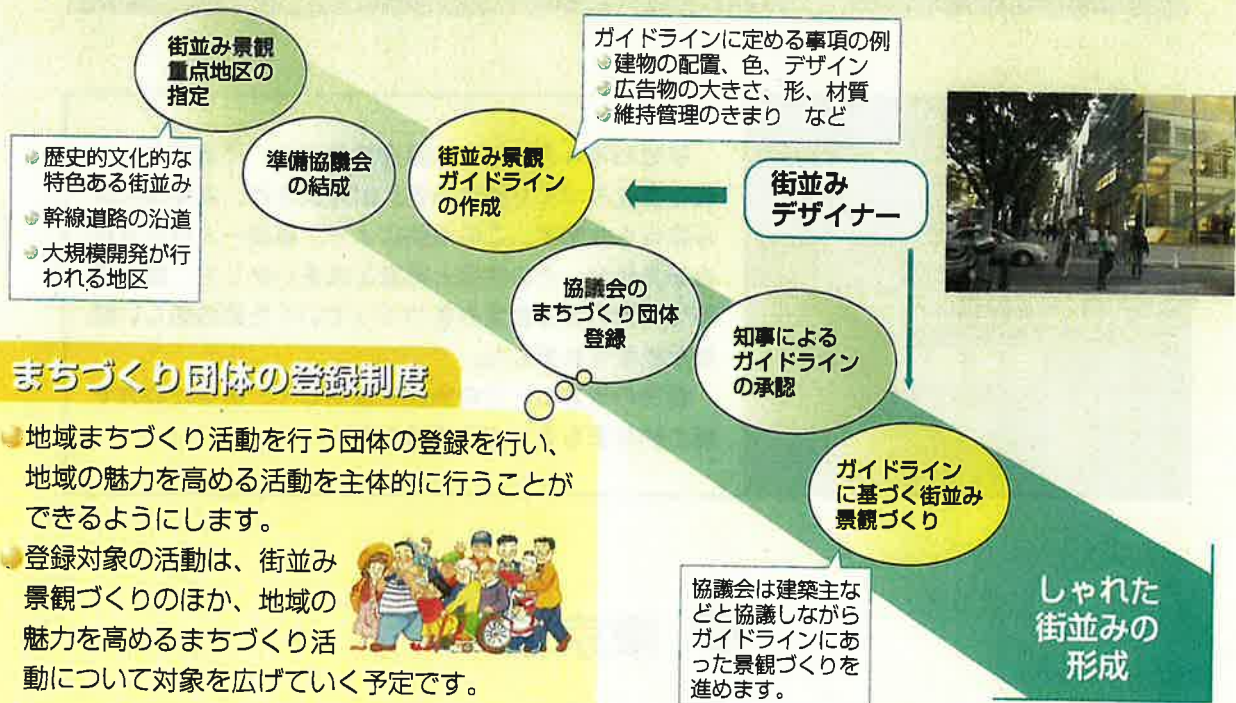 街並み景観
重点地区の
指定
歴史的文化的な
特色ある街並み
幹線道路の沿道
大規模開発が行
われる地区
準備協議会
の結成
街並み景観
ガイドライン
の作成
ガイドラインに定める事項の例
建物の配置、色、デザイン
広告物の大きさ、形、材質
維持管理のきまり など
街並み
デザイナー
協議会の
まちづくり団体
登録
知事による
ガイドライン
の承認
ガイドライン
に基づく街並み
景観づくり
協議会は建築主な
どと協議しながら
ガイドラインにあ
った景観づくりを
進めます。
しゃれた
街並みの
形成
まちづくり団体の登録制度
地域まちづくり活動を行う団体の登録を行い、
地域の魅力を高める活動を主体的に行うことが
できるようにします。
登録対象の活動は、街並み
景観づくりのほか、地域の
魅力を高めるまちづくり活
動について対象を広げていく予定です。